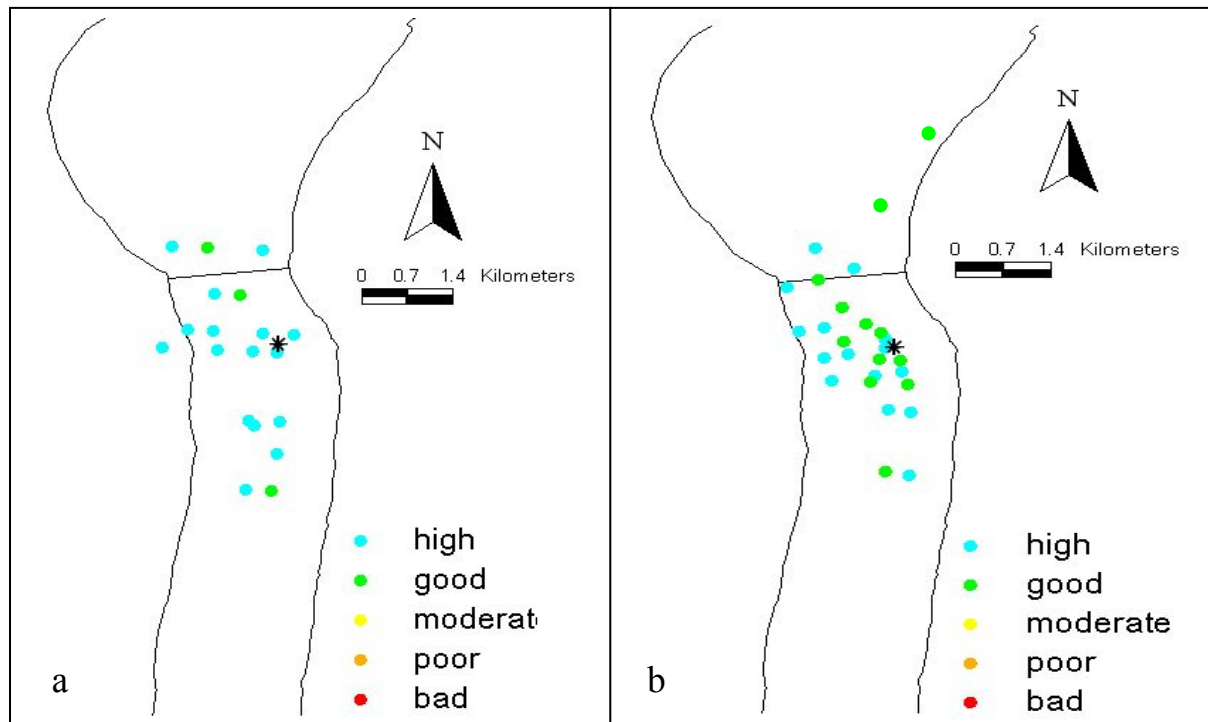 N
0 0.7 1.4 Kilometers
high
good
moderate
poor
bad
a
N
0 0.7 1.4 Kilometers
high
good
moderate
poor
bad
b